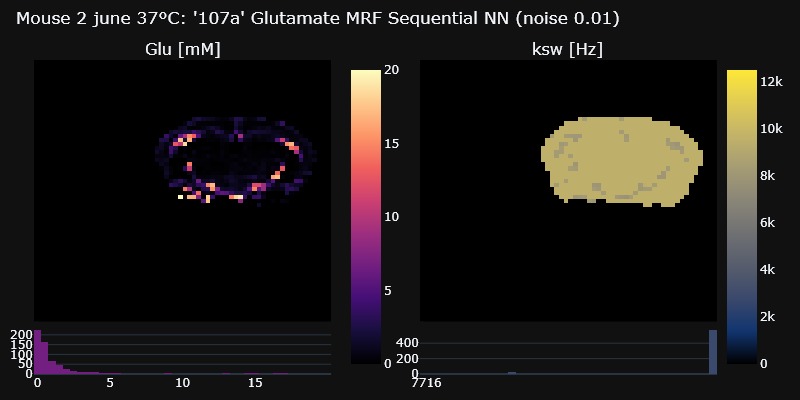 Mouse 2 june 37ºC: '107a' Glutamate MRF Sequential NN (noise 0.01)
Glu [mM]
ksw [Hz]
20
15
10
5
0
12k
10k
8k
6k
4k
2k
0
200
150
100
50
0
0
5
10
15
400
200
0
7716